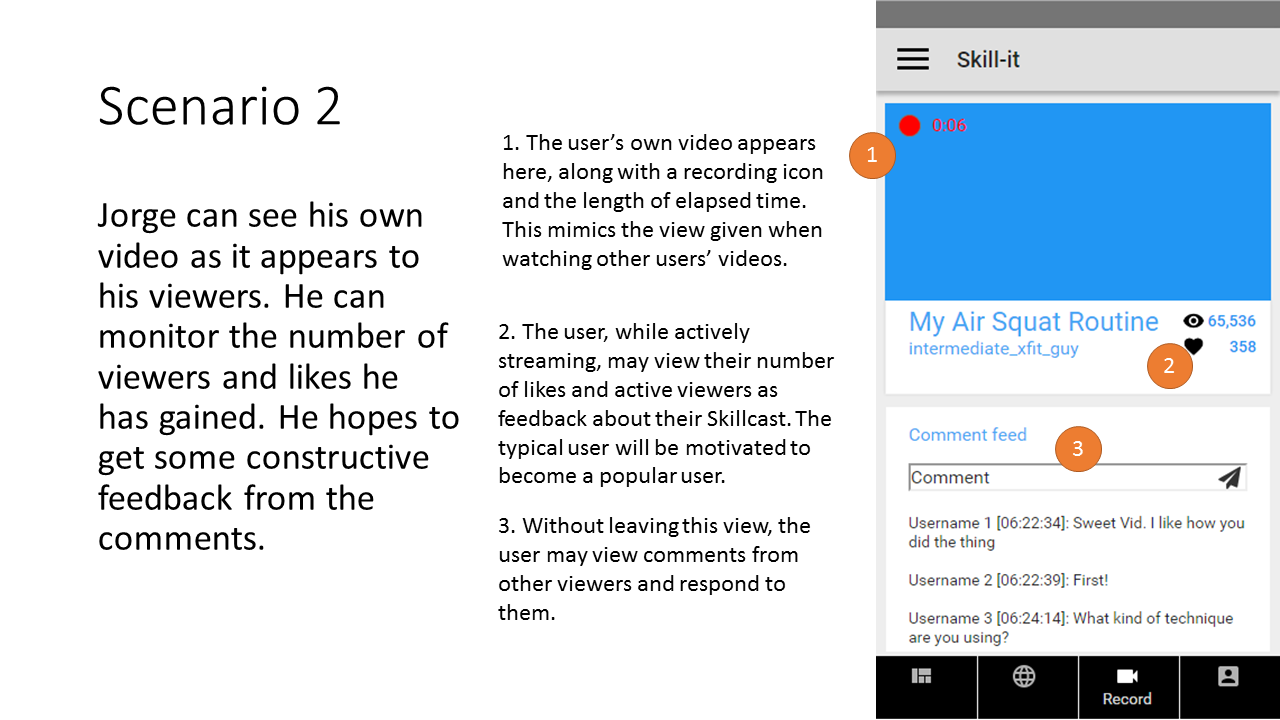 Scenario 2
Jorge can see his own
video as it appears to
his viewers. He can
monitor the number of
viewers and likes he
has gained. He hopes to
get some constructive
feedback from the
comments.
1. The user’s own video appears
here, along with a recording icon
and the length of elapsed time.
This mimics the view given when
watching other users’ videos.
2. The user, while actively
streaming, may view their number
of likes and active viewers as
feedback about their Skillcast. The
typical user will be motivated to
become a popular user.
3. Without leaving this view, the
user may view comments from
other viewers and respond to
them.
Skill-it
0:06
1
My Air Squat Routine
65,536
intermediate_xfit_guy
358
2
Comment feed
3
Comment
Username 1 [06:22:34]: Sweet Vid. I like how you
did the thing
Username 2 [06:22:39]: First!
Username 3 [06:24:14]: What kind of technique
are you using?
Record